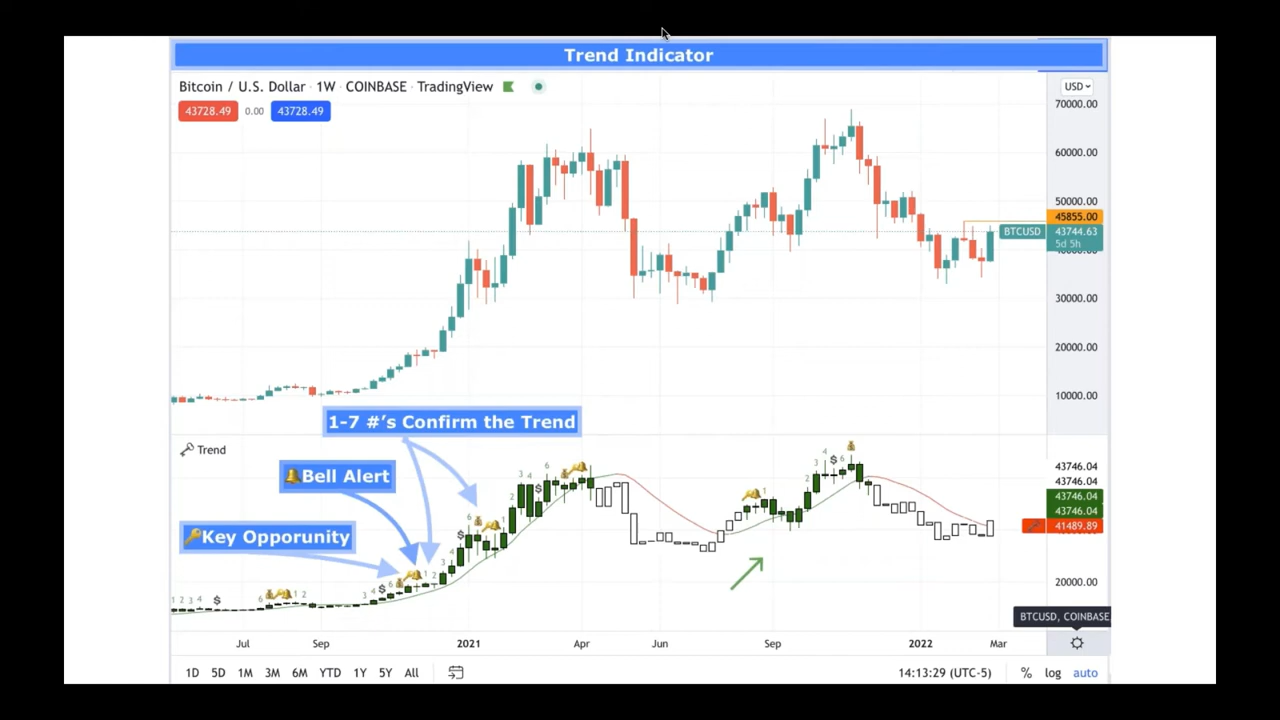 Trend Indicator
Bitcoin / U.S. Dollar · 1W · COINBASE · TradingView
USD
43728.49 0.00 43728.49
70000.00
60000.00
50000.00
45855.00
BTCUSD 43744.63
5d 5h
30000.00
20000.00
10000.00
1-7 #'s Confirm the Trend
Trend
Bell Alert
Key Opporunity
43746.04
43746.04
43746.04
43746.04
41489.89
20000.00
BTCUSD, COINBASE
Jul Sep 2021 Apr Jun Sep 2022 Mar
1D 5D 1M 3M 6M YTD 1Y 5Y All 14:13:29 (UTC-5) % log auto